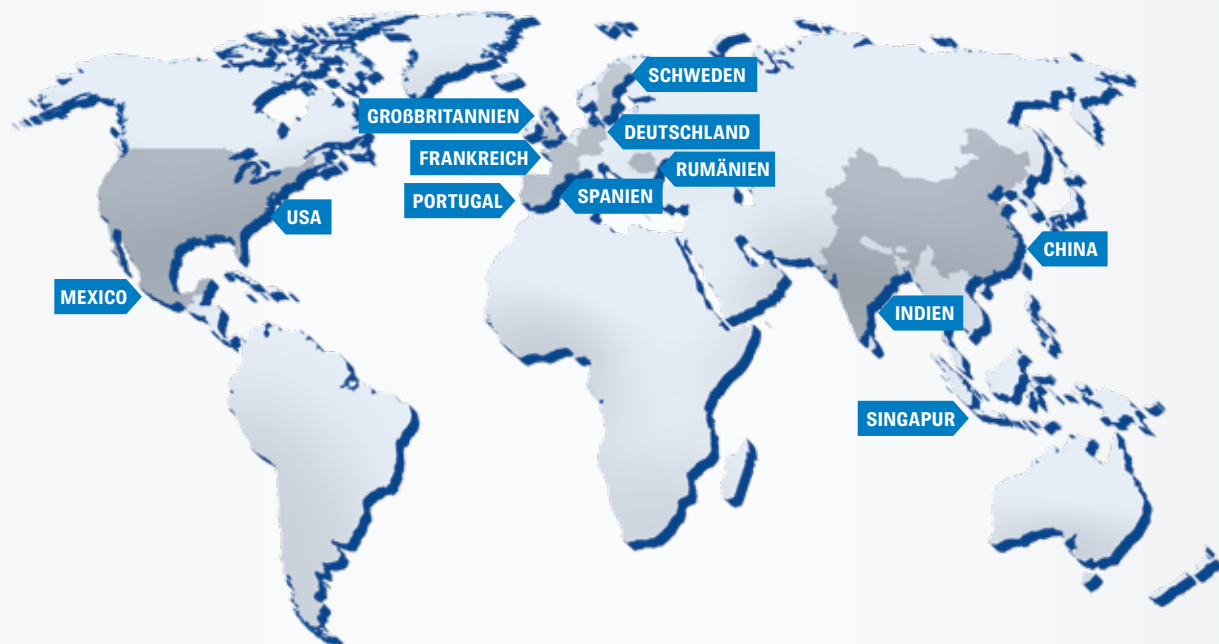 SCHWEDEN
GROßBRITANNIEN
DEUTSCHLAND
FRANKREICH
RUMÄNIEN
PORTUGAL
SPANIEN
USA
CHINA
MEXICO
INDIEN
SINGAPUR